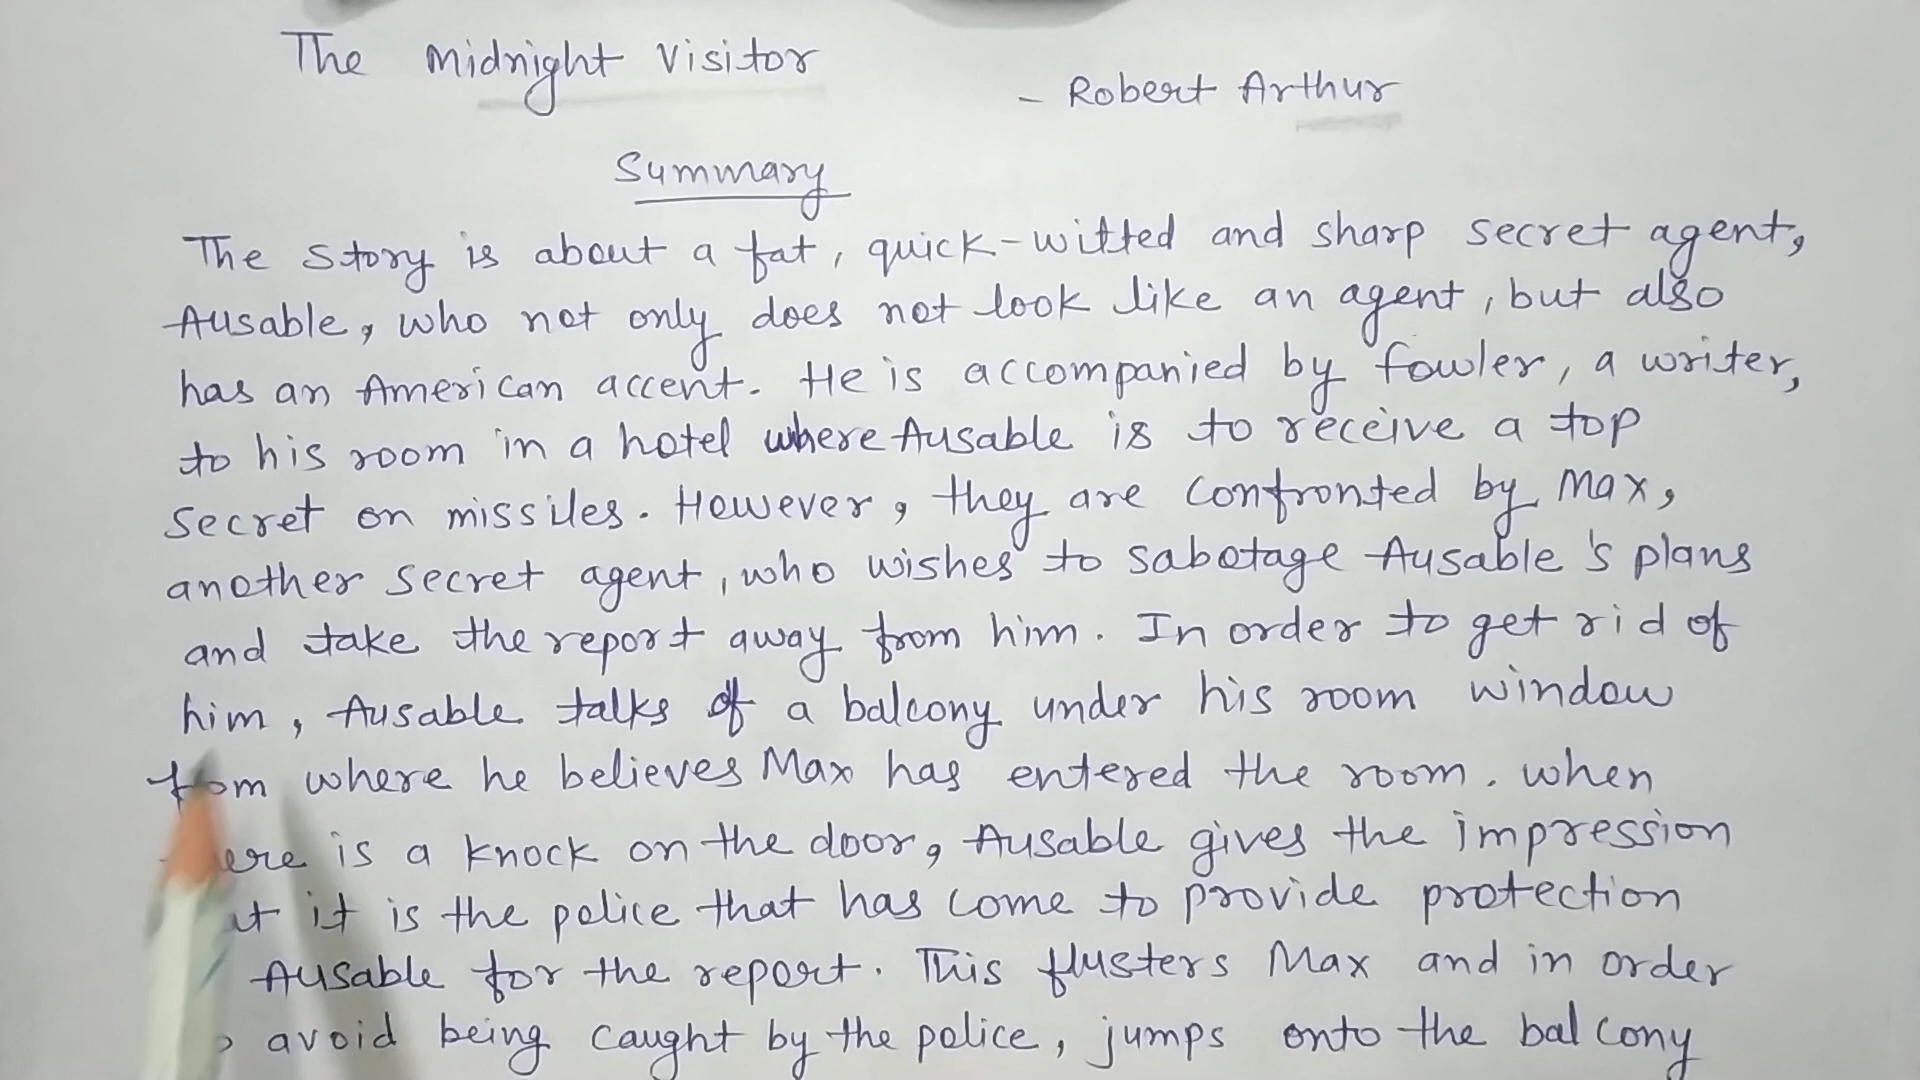 The Midnight Visitor
- Robert Arthur
Summary
The story is about a fat, quick-witted and sharp secret agent,
Ausable, who not only does not look like an agent, but also
has an American accent. He is accompanied by fowler, a writer,
to his room in a hotel where Ausable is to receive a top
secret on missiles. However, they are confronted by Max,
another secret agent, who wishes to sabotage Ausable's plans
and take the report away from him. In order to get rid of
him, Ausable talks of a balcony under his room window
from where he believes Max has entered the room. when
is a knock on the door, Ausable gives the impression
it is the police that has come to provide protection
Ausable for the report. This flusters Max and in order
avoid being caught by the police, jumps onto the balcony